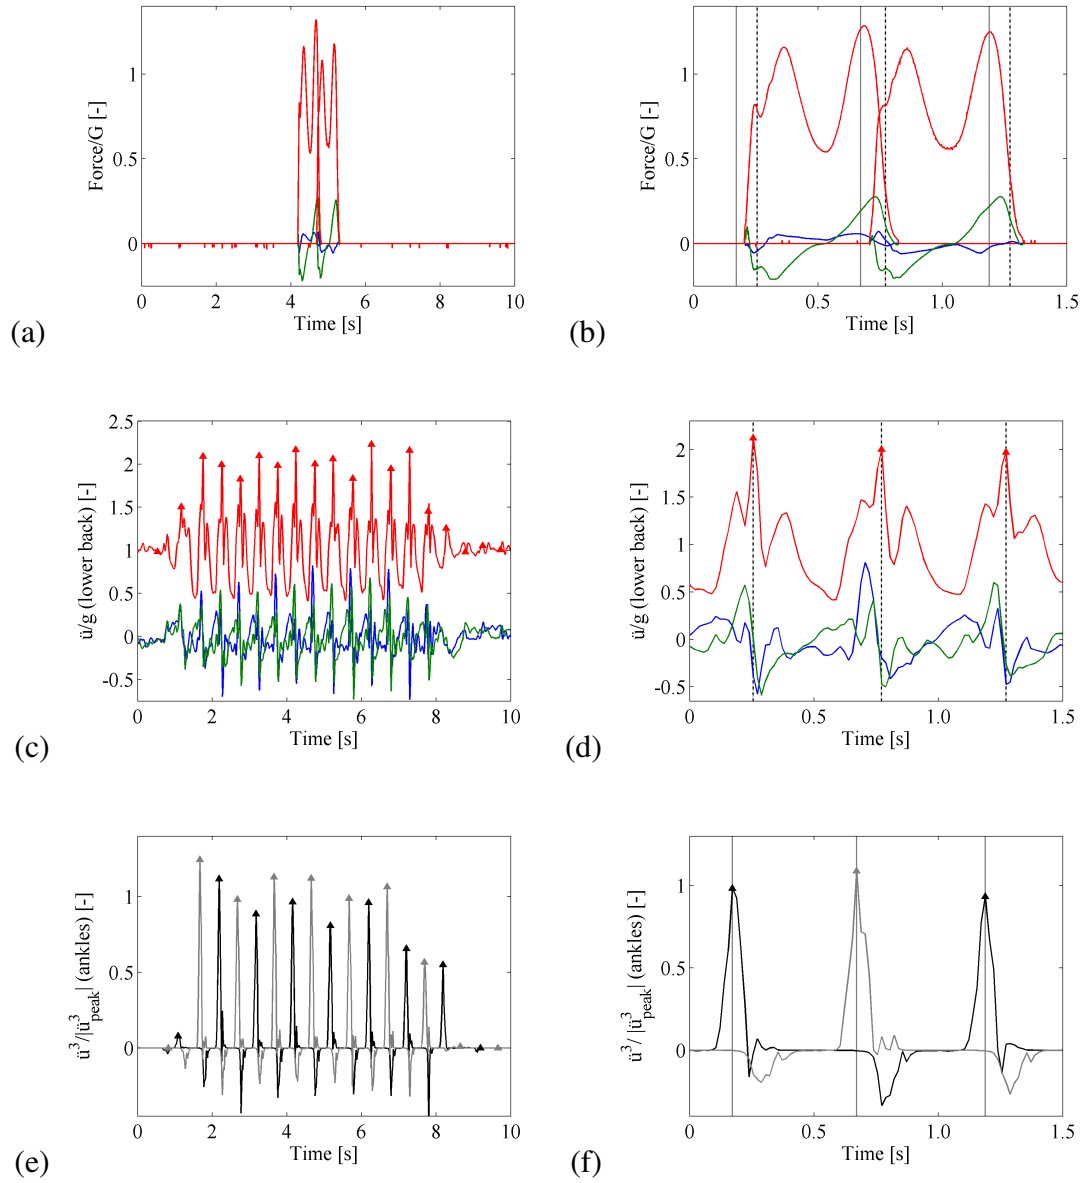 Force/G [-]
1
0.5
0
0 2 4 6 8 10
Time [s]
(a)
Force/G [-]
1
0.5
0
0 0.5 1.0 1.5
Time [s]
(b)
ü/g (lower back) [-]
2.5
2
1.5
1
0.5
0
-0.5
0 2 4 6 8 10
Time [s]
(c)
ü/g (lower back) [-]
2
1.5
1
0.5
0
-0.5
0 0.5 1.0 1.5
Time [s]
(d)
ü³/|ü³peak| (ankles) [-]
1
0.5
0
0 2 4 6 8 10
Time [s]
(e)
ü³/|ü³peak| (ankles) [-]
1
0.5
0
0 0.5 1.0 1.5
Time [s]
(f)